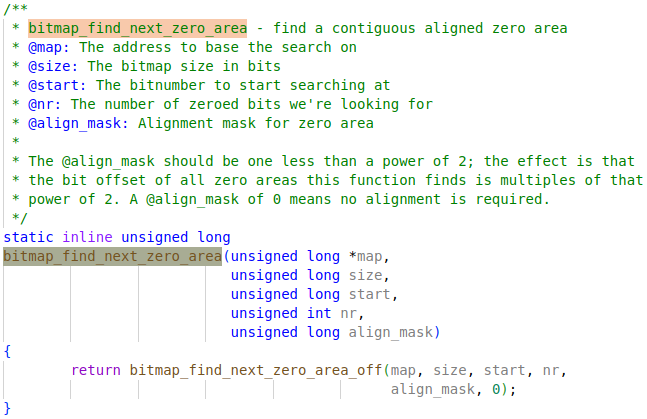 /**
 * bitmap_find_next_zero_area - find a contiguous aligned zero area
 * @map: The address to base the search on
 * @size: The bitmap size in bits
 * @start: The bitnumber to start searching at
 * @nr: The number of zeroed bits we're looking for
 * @align_mask: Alignment mask for zero area
 *
 * The @align_mask should be one less than a power of 2; the effect is that
 * the bit offset of all zero areas this function finds is multiples of that
 * power of 2. A @align_mask of 0 means no alignment is required.
 */
static inline unsigned long
bitmap_find_next_zero_area(unsigned long *map,
                           unsigned long size,
                           unsigned long start,
                           unsigned int nr,
                           unsigned long align_mask)
{
        return bitmap_find_next_zero_area_off(map, size, start, nr,
                                              align_mask, 0);
}